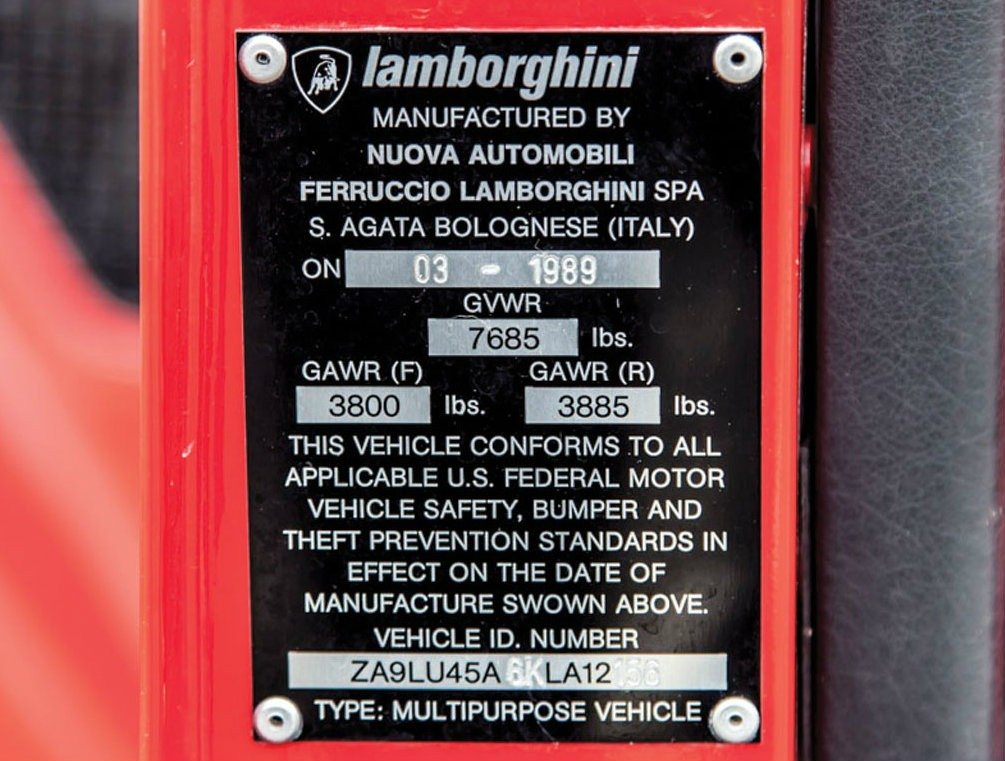 lamborghini
MANUFACTURED BY
NUOVA AUTOMOBILI
FERRUCCIO LAMBORGHINI SPA
S. AGATA BOLOGNESE (ITALY)
ON 03 - 1989
GVWR
7685 lbs.
GAWR (F) GAWR (R)
3800 lbs. 3885 lbs.
THIS VEHICLE CONFORMS TO ALL
APPLICABLE U.S. FEDERAL MOTOR
VEHICLE SAFETY, BUMPER AND
THEFT PREVENTION STANDARDS IN
EFFECT ON THE DATE OF
MANUFACTURE SWOWN ABOVE.
VEHICLE ID. NUMBER
ZA9LU45A6KLA12156
TYPE: MULTIPURPOSE VEHICLE